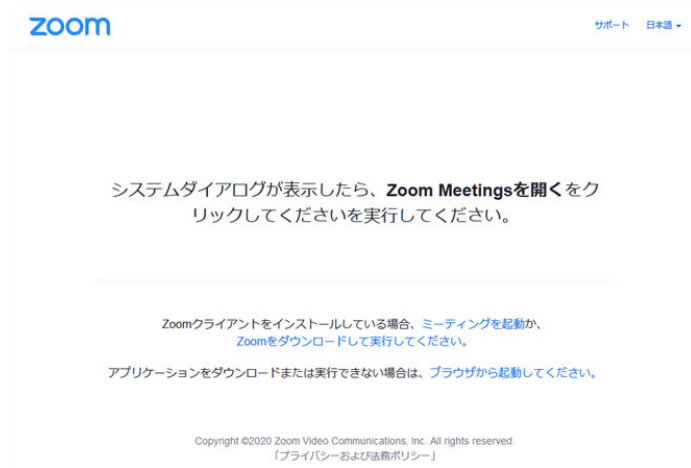 zoom
サポート 日本語
システムダイアログが表示したら、Zoom Meetingsを開くをク
リックしてくださいを実行してください。
Zoomクライアントをインストールしている場合、ミーティングを起動か、
Zoomをダウンロードして実行してください。
アプリケーションをダウンロードまたは実行できない場合は、ブラウザから起動してください。
Copyright ©2020 Zoom Video Communications, Inc. All rights reserved.
「プライバシーおよび法務ポリシー」